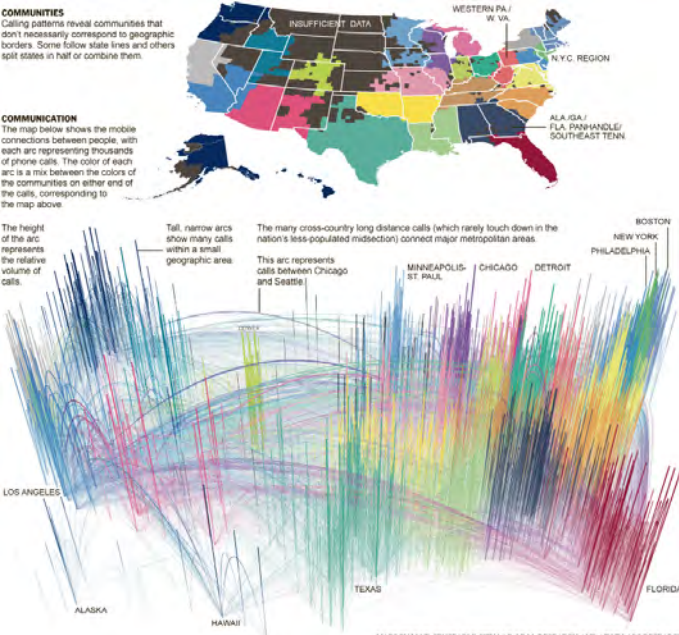 COMMUNITIES
Calling patterns reveal communities that
don't necessarily correspond to geographic
borders. Some follow state lines and others
split states in half or combine them.
INSUFFICIENT DATA
WESTERN PA./
W. VA.
N.Y.C. REGION
ALA./GA./
FLA. PANHANDLE/
SOUTHEAST TENN.
COMMUNICATION
The map below shows the mobile
connections between people, with
each arc representing thousands
of phone calls. The color of each
arc is a mix between the colors of
the communities on either end of
the calls, corresponding to
the map above.
The height
of the arc
represents
the relative
volume of
calls.
Tall, narrow arcs
show many calls
within a small
geographic area.
The many cross-country long distance calls (which rarely touch down in the
nation's less-populated midsection) connect major metropolitan areas.
This arc represents
calls between Chicago
and Seattle.
BOSTON
NEW YORK
PHILADELPHIA
MINNEAPOLIS-
ST. PAUL
CHICAGO
DETROIT
DENVER
LOS ANGELES
ALASKA
HAWAII
TEXAS
FLORIDA